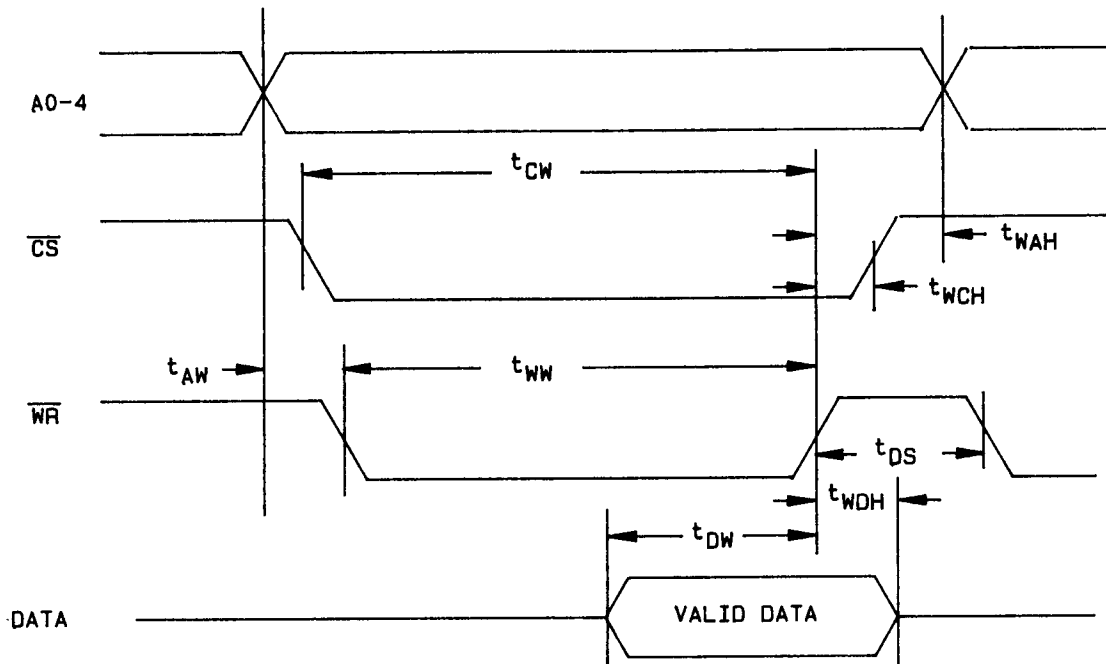 A0-4
tCW
CS
tWAH
tWCH
tAW
tWW
WR
tDS
tWDH
tDW
DATA
VALID DATA